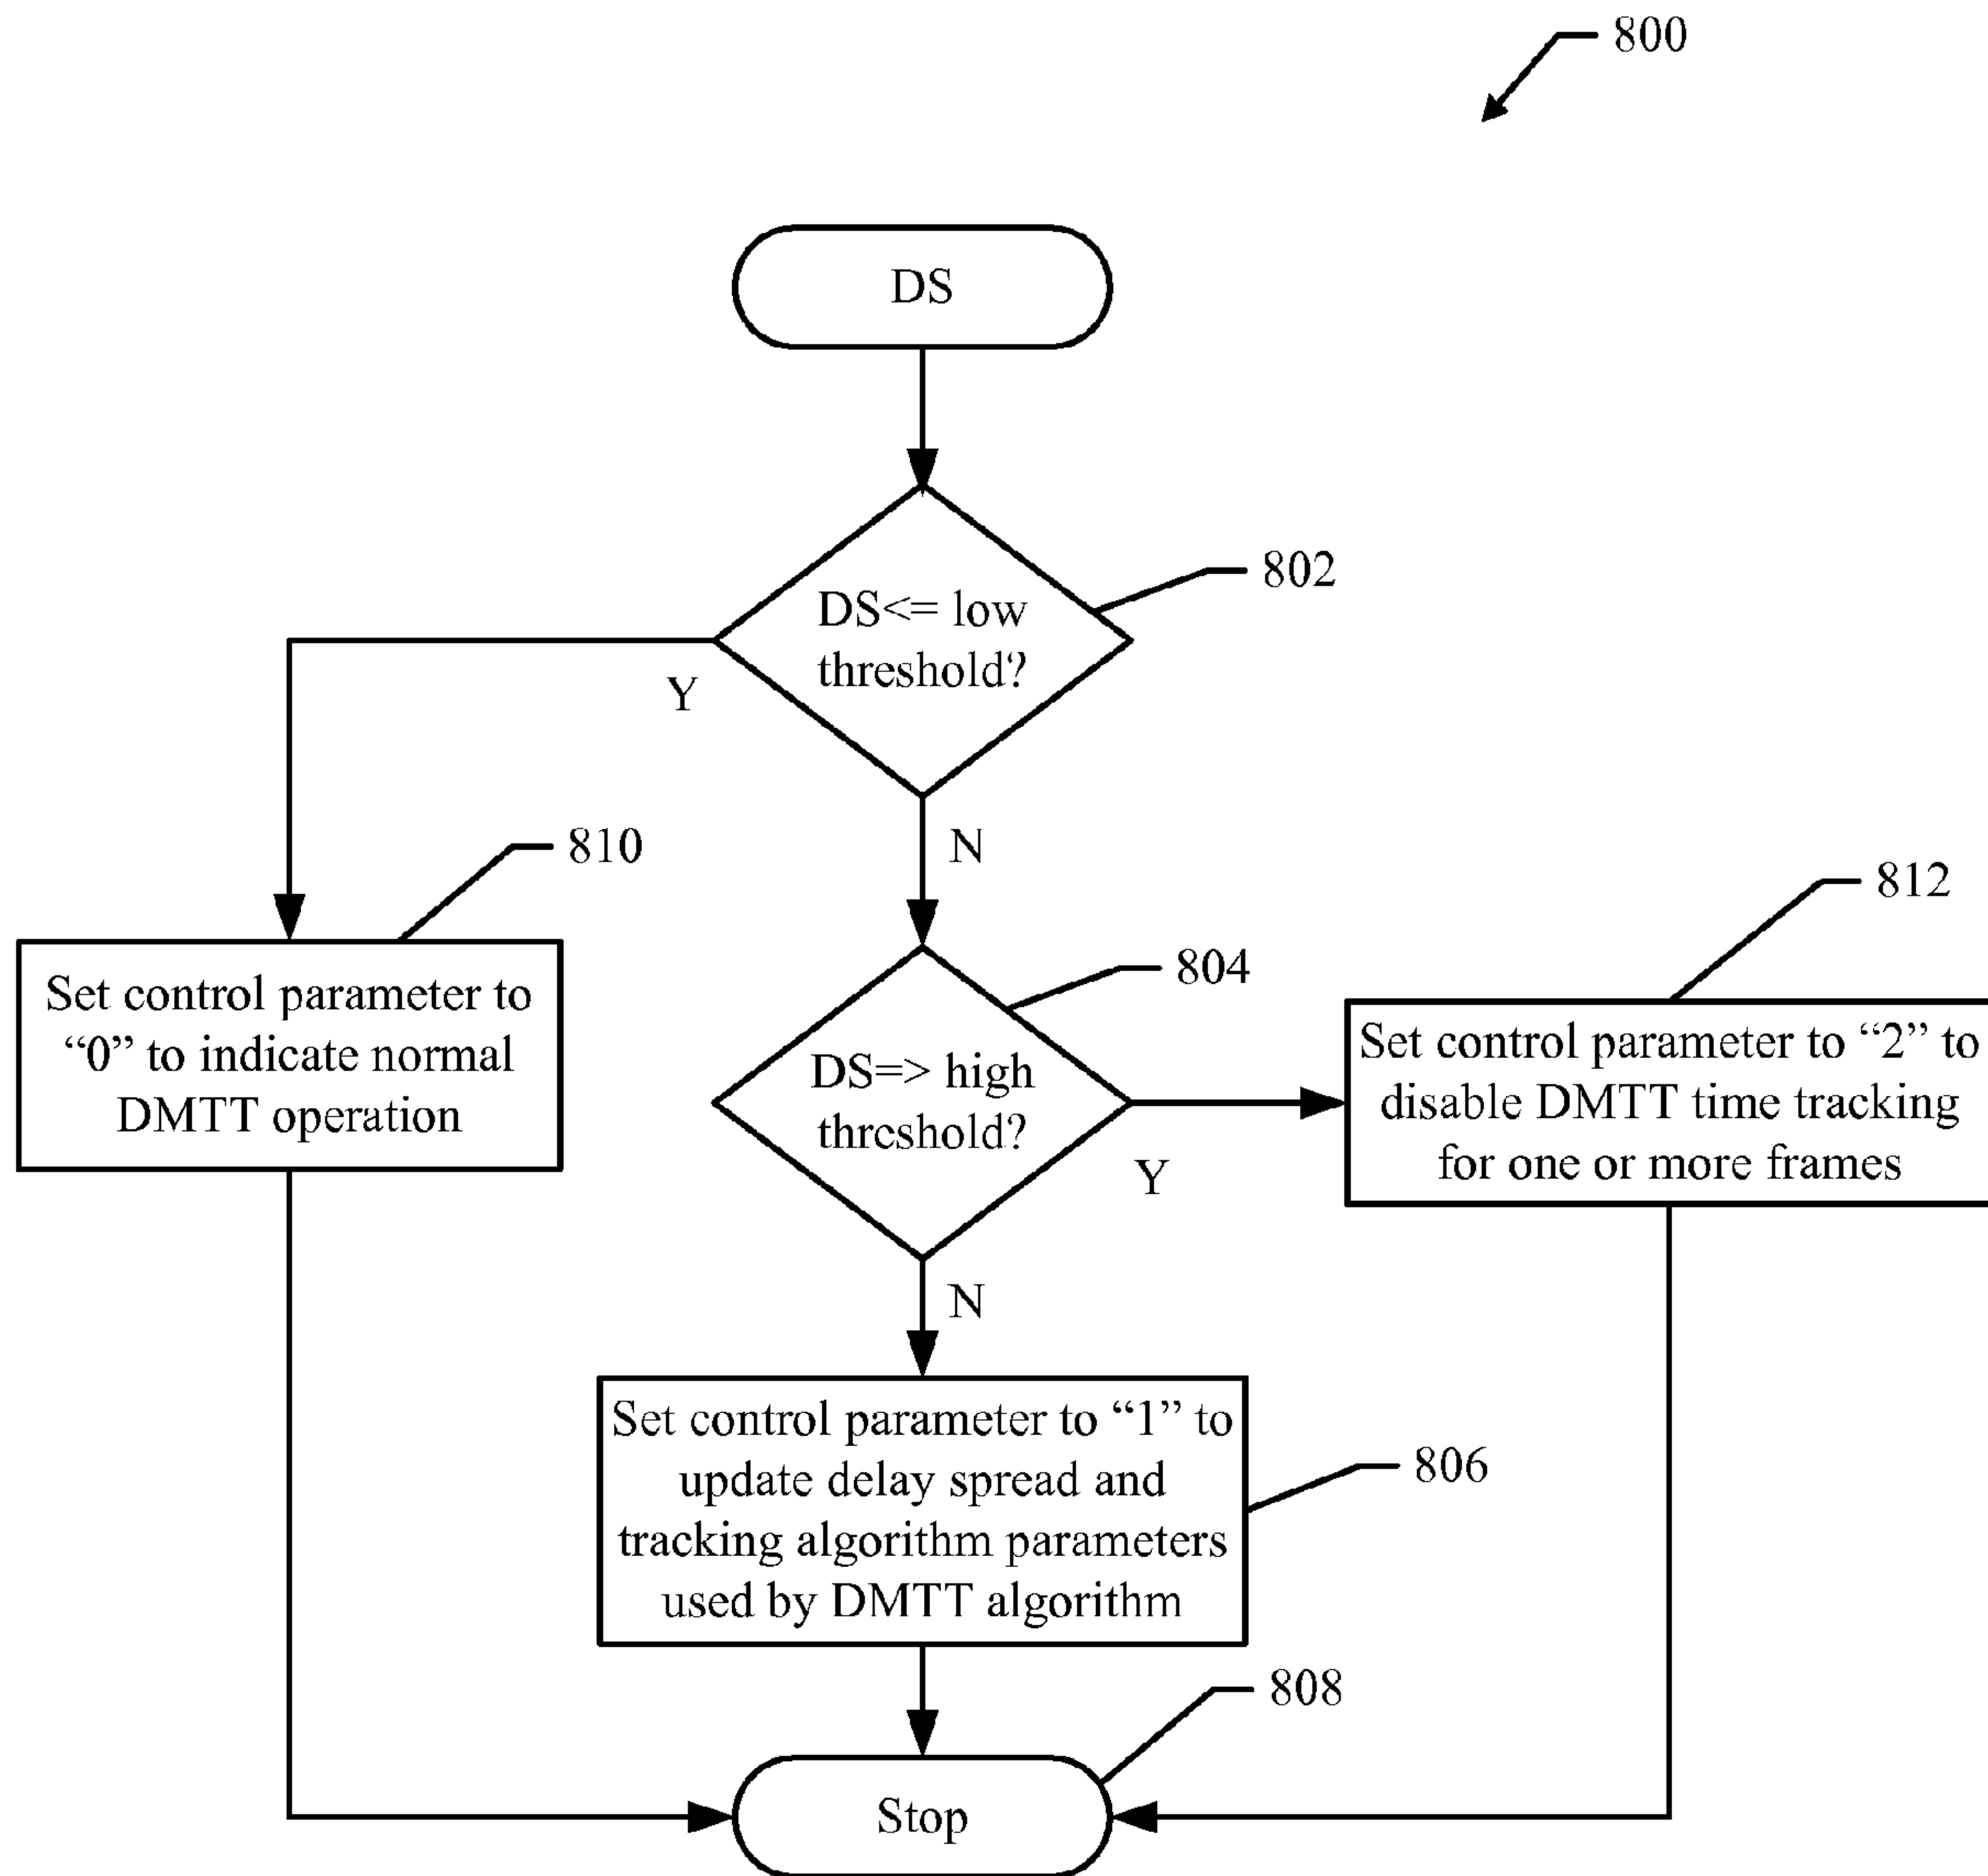 800
DS
802
DS<= low
threshold?
Y
N
810
812
804
Set control parameter to
“0” to indicate normal
DMTT operation
DS=> high
threshold?
Y
Set control parameter to “2” to
disable DMTT time tracking
for one or more frames
N
Set control parameter to “1” to
update delay spread and
tracking algorithm parameters
used by DMTT algorithm
806
808
Stop